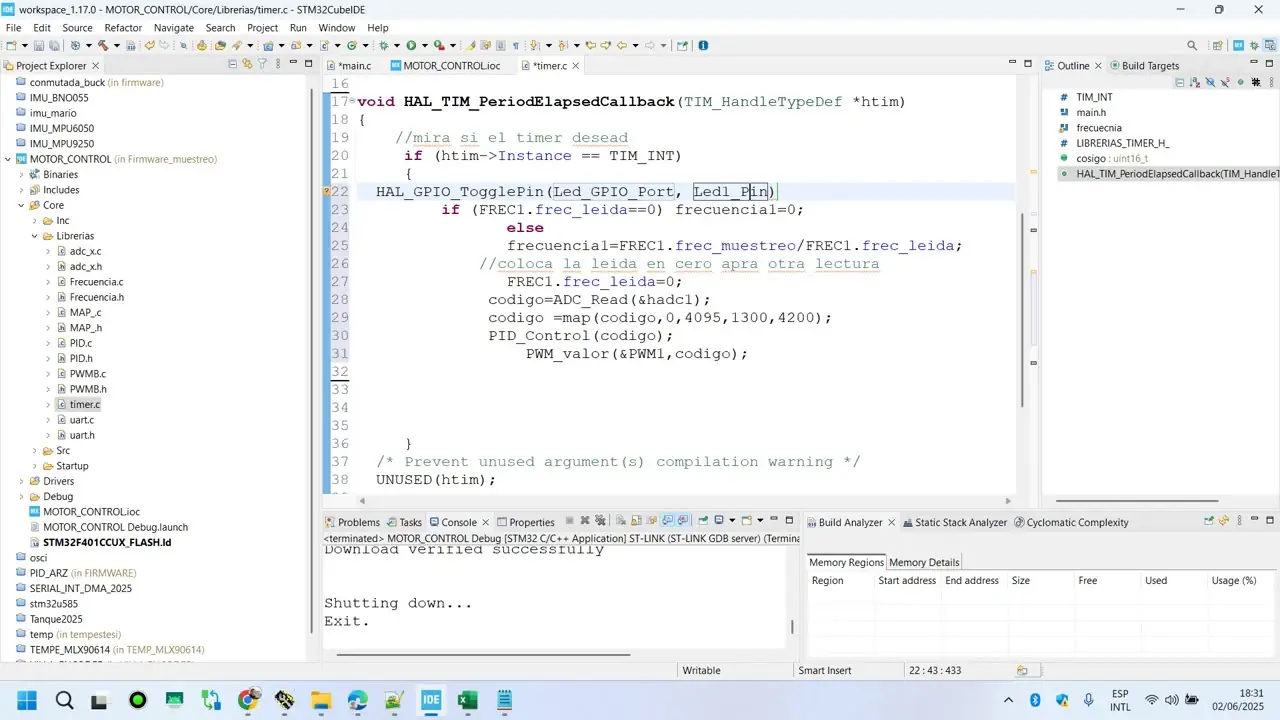 workspace_1.17.0 - MOTOR_CONTROL/Core/Librerias/timer.c - STM32CubeIDE
File Edit Source Refactor Navigate Search Project Run Window Help
Project Explorer
conmutada_buck (in firmware)
IMU_BNO055
imu_mario
IMU_MPU6050
IMU_MPU9250
MOTOR_CONTROL (in Firmware_muestreo)
Binaries
Includes
Core
Inc
Librerias
adc_x.c
adc_x.h
Frecuencia.c
Frecuencia.h
MAP_.c
MAP_.h
PID.c
PID.h
PWMB.c
PWMB.h
timer.c
uart.c
uart.h
Src
Startup
Drivers
Debug
MOTOR_CONTROL.ioc
MOTOR_CONTROL Debug.launch
STM32F401CCUX_FLASH.ld
osci
PID_ARZ (in FIRMWARE)
SERIAL_INT_DMA_2025
stm32u585
Tanque2025
temp (in tempestesi)
TEMPE_MLX90614 (in TEMP_MLX90614)
*main.c MOTOR_CONTROL.ioc *timer.c
16
17 void HAL_TIM_PeriodElapsedCallback(TIM_HandleTypeDef *htim)
18 {
19 //mira si el timer desead
20 if (htim->Instance == TIM_INT)
21 {
22 HAL_GPIO_TogglePin(Led_GPIO_Port, Led1_Pin)
23 if (FREC1.frec_leida==0) frecuencia1=0;
24 else
25 frecuencia1=FREC1.frec_muestreo/FREC1.frec_leida;
26 //coloca la leida en cero apra otra lectura
27 FREC1.frec_leida=0;
28 codigo=ADC_Read(&hadc1);
29 codigo =map(codigo,0,4095,1300,4200);
30 PID_Control(codigo);
31 PWM_valor(&PWM1,codigo);
32
33
34
35
36 }
37 /* Prevent unused argument(s) compilation warning */
38 UNUSED(htim);
Outline Build Targets
TIM_INT
main.h
frecuecnia
LIBRERIAS_TIMER_H_
cosigo : uint16_t
HAL_TIM_PeriodElapsedCallback(TIM_HandleT
Problems Tasks Console Properties
<terminated> MOTOR_CONTROL Debug [STM32 C/C++ Application] ST-LINK (ST-LINK GDB server) (Termina
Download verified successfully
Shutting down...
Exit.
Build Analyzer Static Stack Analyzer Cyclomatic Complexity
Memory Regions Memory Details
Region Start address End address Size Free Used Usage (%)
Writable Smart Insert 22 : 43 : 433
ESP
INTL
18:31
02/06/2025